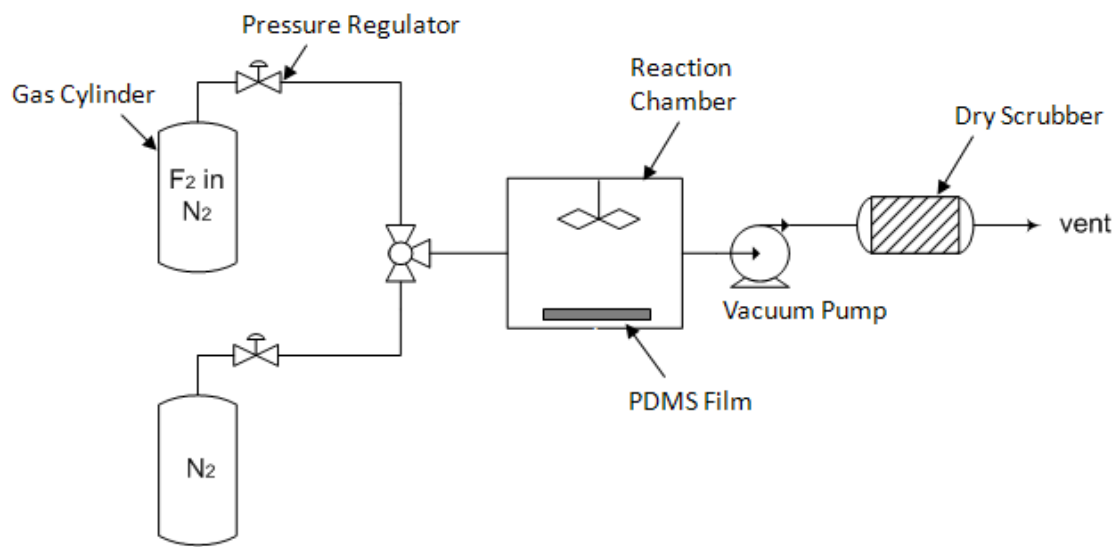 Pressure Regulator
Gas Cylinder
F2 in
N2
Reaction
Chamber
Dry Scrubber
vent
Vacuum Pump
PDMS Film
N2